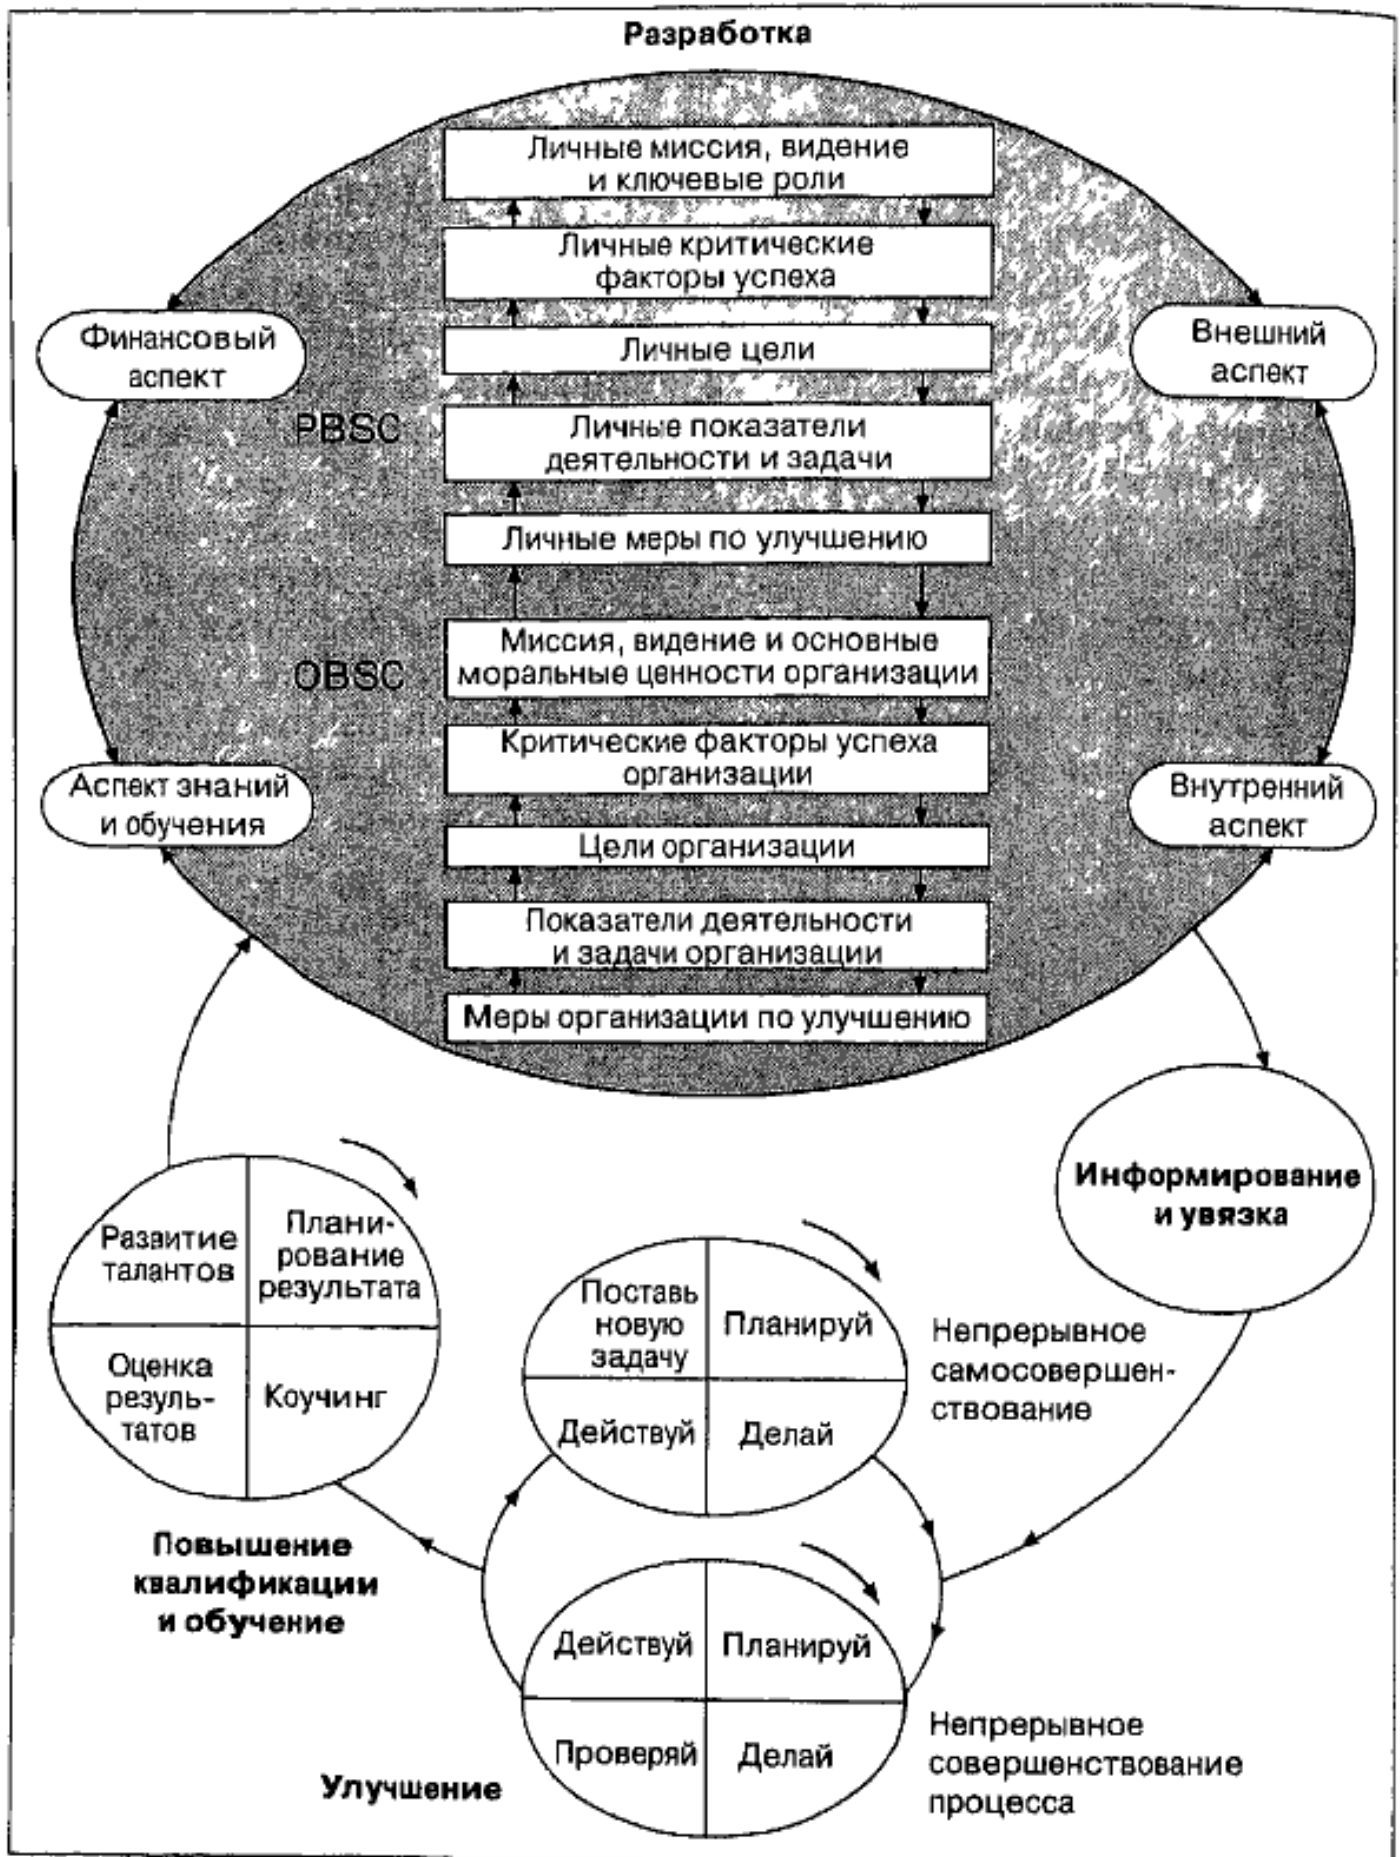 Разработка
Личные миссия, видение
и ключевые роли
Личные критические
факторы успеха
Финансовый
аспект
Личные цели
Внешний
аспект
PBSC
Личные показатели
деятельности и задачи
Личные меры по улучшению
OBSC
Миссия, видение и основные
моральные ценности организации
Критические факторы успеха
организации
Аспект знаний
и обучения
Внутренний
аспект
Цели организации
Показатели деятельности
и задачи организации
Меры организации по улучшению
Информирование
и увязка
Развитие
талантов
Плани-
рование
результата
Оценка
резуль-
татов
Коучинг
Повышение
квалификации
и обучение
Поставь
новую
задачу
Планируй
Действуй
Делай
Непрерывное
самосовершен-
ствование
Действуй
Планируй
Проверяй
Делай
Непрерывное
совершенствование
процесса
Улучшение